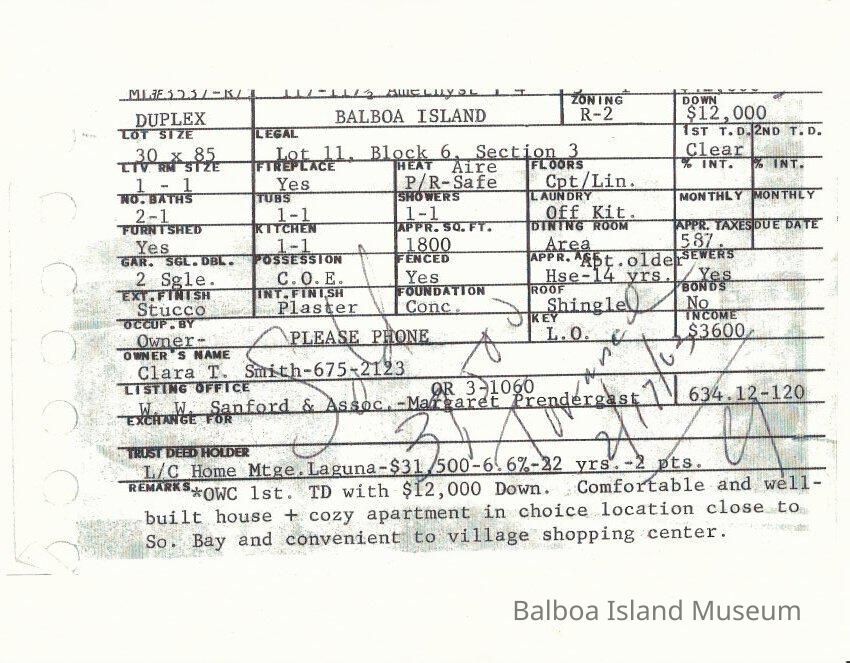 DUPLEX BALBOA ISLAND ZONING R-2 DOWN $12,000
LOT SIZE 30 x 85 LEGAL Lot 11, Block 6, Section 3 1ST T.D. Clear 2ND T.D.
LIV RM SIZE 1 - 1 FIREPLACE Yes HEAT Aire P/R-Safe FLOORS Cpt/Lin. % INT. % INT.
NO. BATHS 2-1 TUBS 1-1 SHOWERS 1-1 LAUNDRY Off Kit. MONTHLY MONTHLY
FURNISHED Yes KITCHEN 1-1 APPR. SQ. FT. 1800 DINING ROOM Area APPR. TAXES 587. DUE DATE
GAR. SGL. DBL. 2 Sgle. POSSESSION C.O.E. FENCED Yes APPR. AGE Apt.older Hse-14 yrs. SEWERS Yes
EXT. FINISH Stucco INT. FINISH Plaster FOUNDATION Conc. ROOF Shingle BONDS No
OCCUP. BY Owner- PLEASE PHONE KEY L.O. INCOME $3600
OWNER'S NAME
Clara T. Smith-675-2123
LISTING OFFICE OR 3-1060
W. W. Sanford & Assoc.-Margaret Prendergast 634.12-120
EXCHANGE FOR
TRUST DEED HOLDER
L/C Home Mtge.Laguna-$31,500-6.6%-22 yrs.-2 pts.
REMARKS *OWC 1st. TD with $12,000 Down. Comfortable and well-
built house + cozy apartment in choice location close to
So. Bay and convenient to village shopping center.
Balboa Island Museum